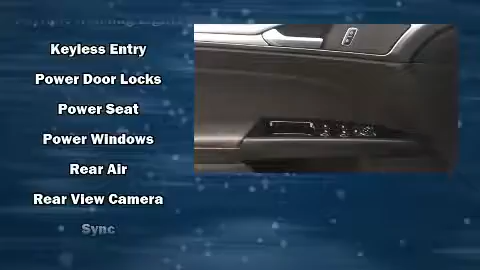 Keyless Entry
Power Door Locks
Power Seat
Power Windows
Rear Air
Rear View Camera
Sync